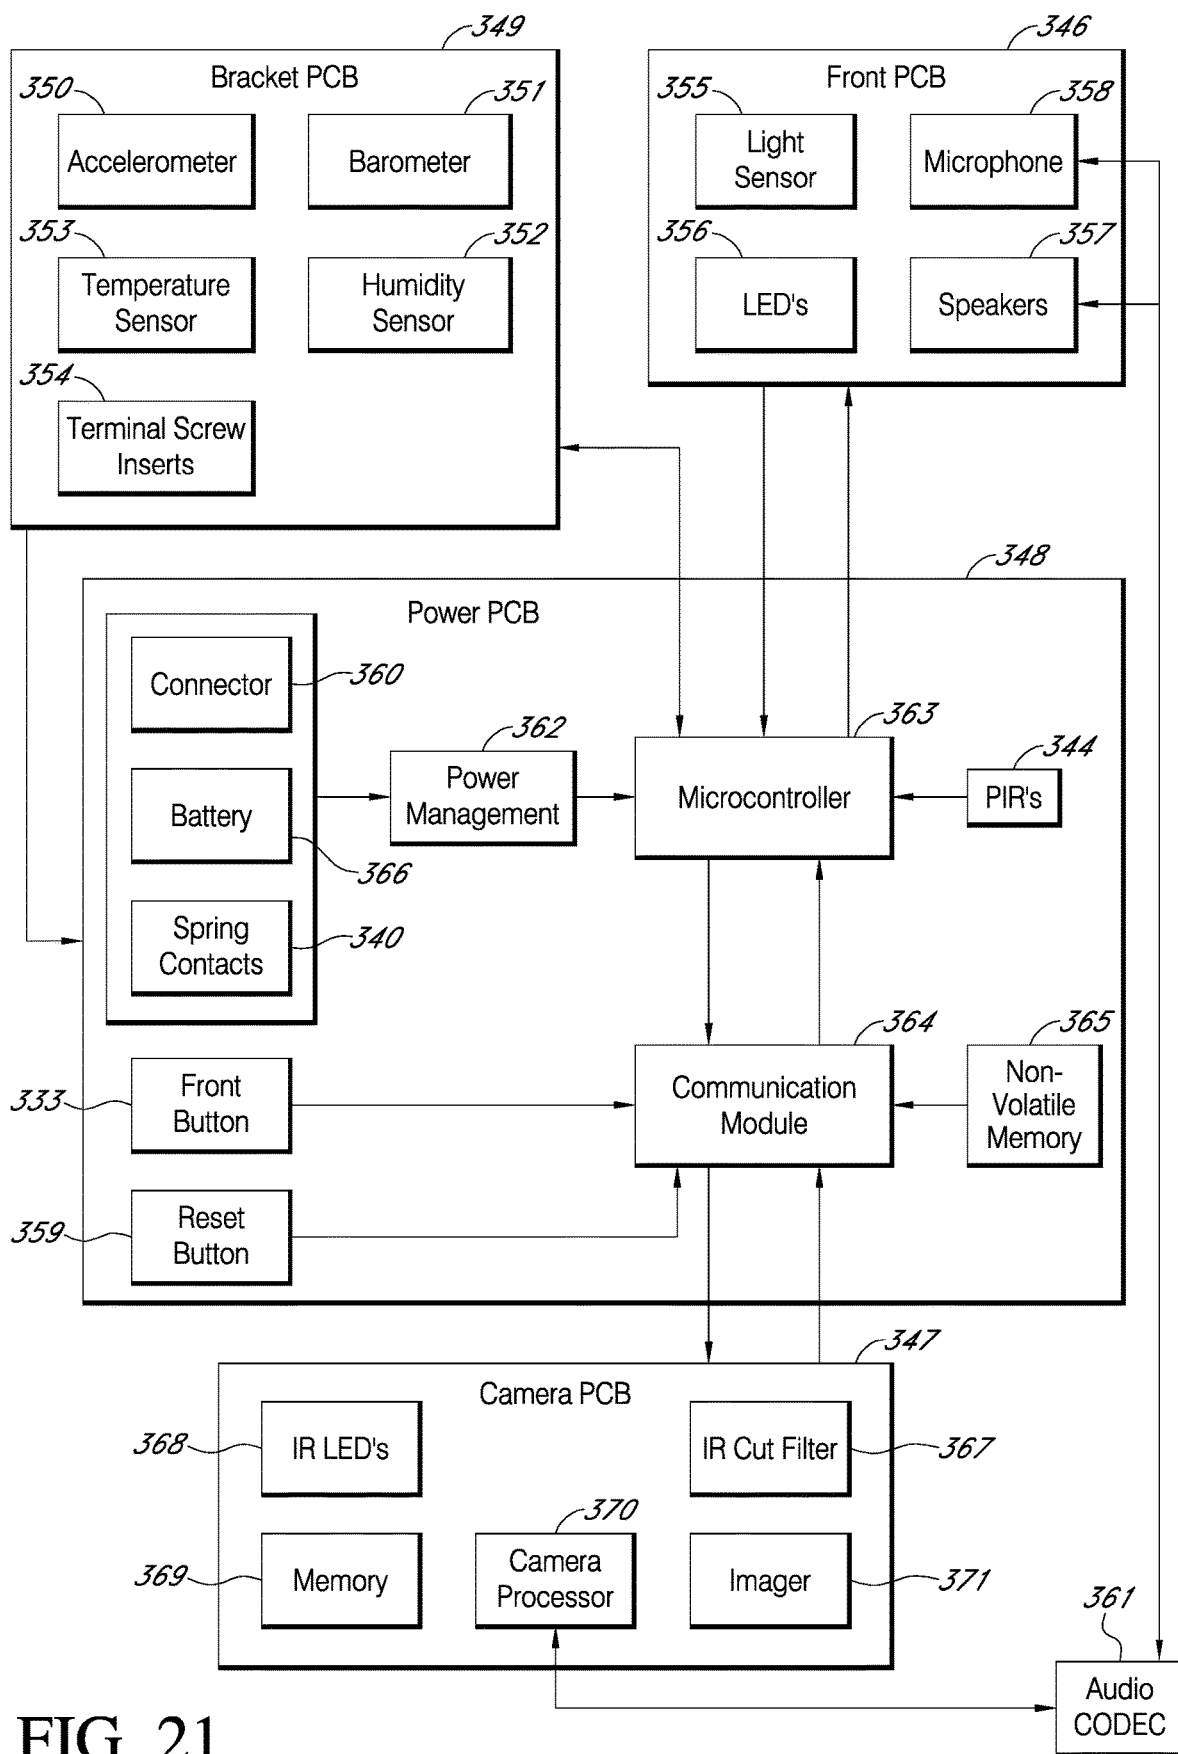 349
Bracket PCB
350
351
Accelerometer
Barometer
353
352
Temperature
Sensor
Humidity
Sensor
354
Terminal Screw
Inserts
346
Front PCB
355
358
Light
Sensor
Microphone
356
357
LED's
Speakers
348
Power PCB
Connector
360
362
Power
Management
363
Microcontroller
344
PIR's
Battery
366
Spring
Contacts
340
364
Communication
Module
365
Non-
Volatile
Memory
333
Front
Button
359
Reset
Button
347
Camera PCB
368
IR LED's
IR Cut Filter
367
370
369
Memory
Camera
Processor
Imager
371
361
Audio
CODEC
FIG. 21